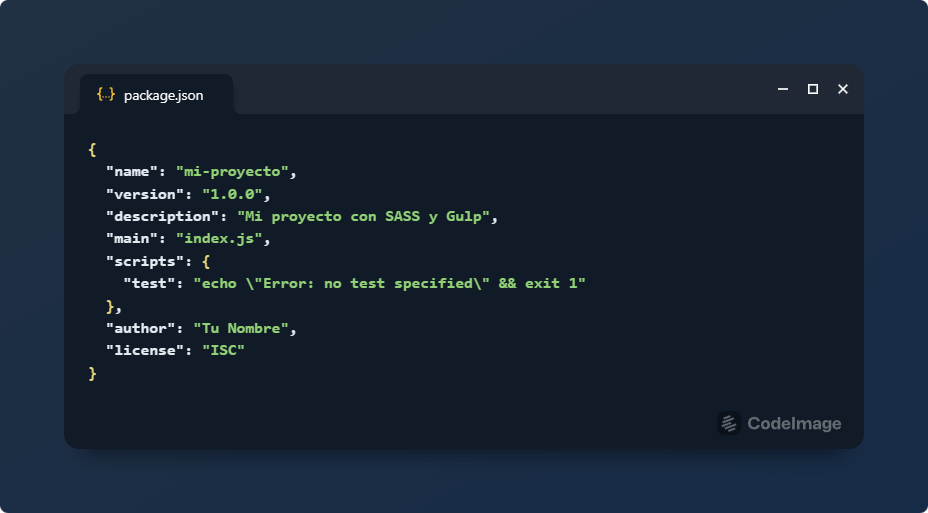 package.json
{
  "name": "mi-proyecto",
  "version": "1.0.0",
  "description": "Mi proyecto con SASS y Gulp",
  "main": "index.js",
  "scripts": {
    "test": "echo \"Error: no test specified\" && exit 1"
  },
  "author": "Tu Nombre",
  "license": "ISC"
}
CodeImage